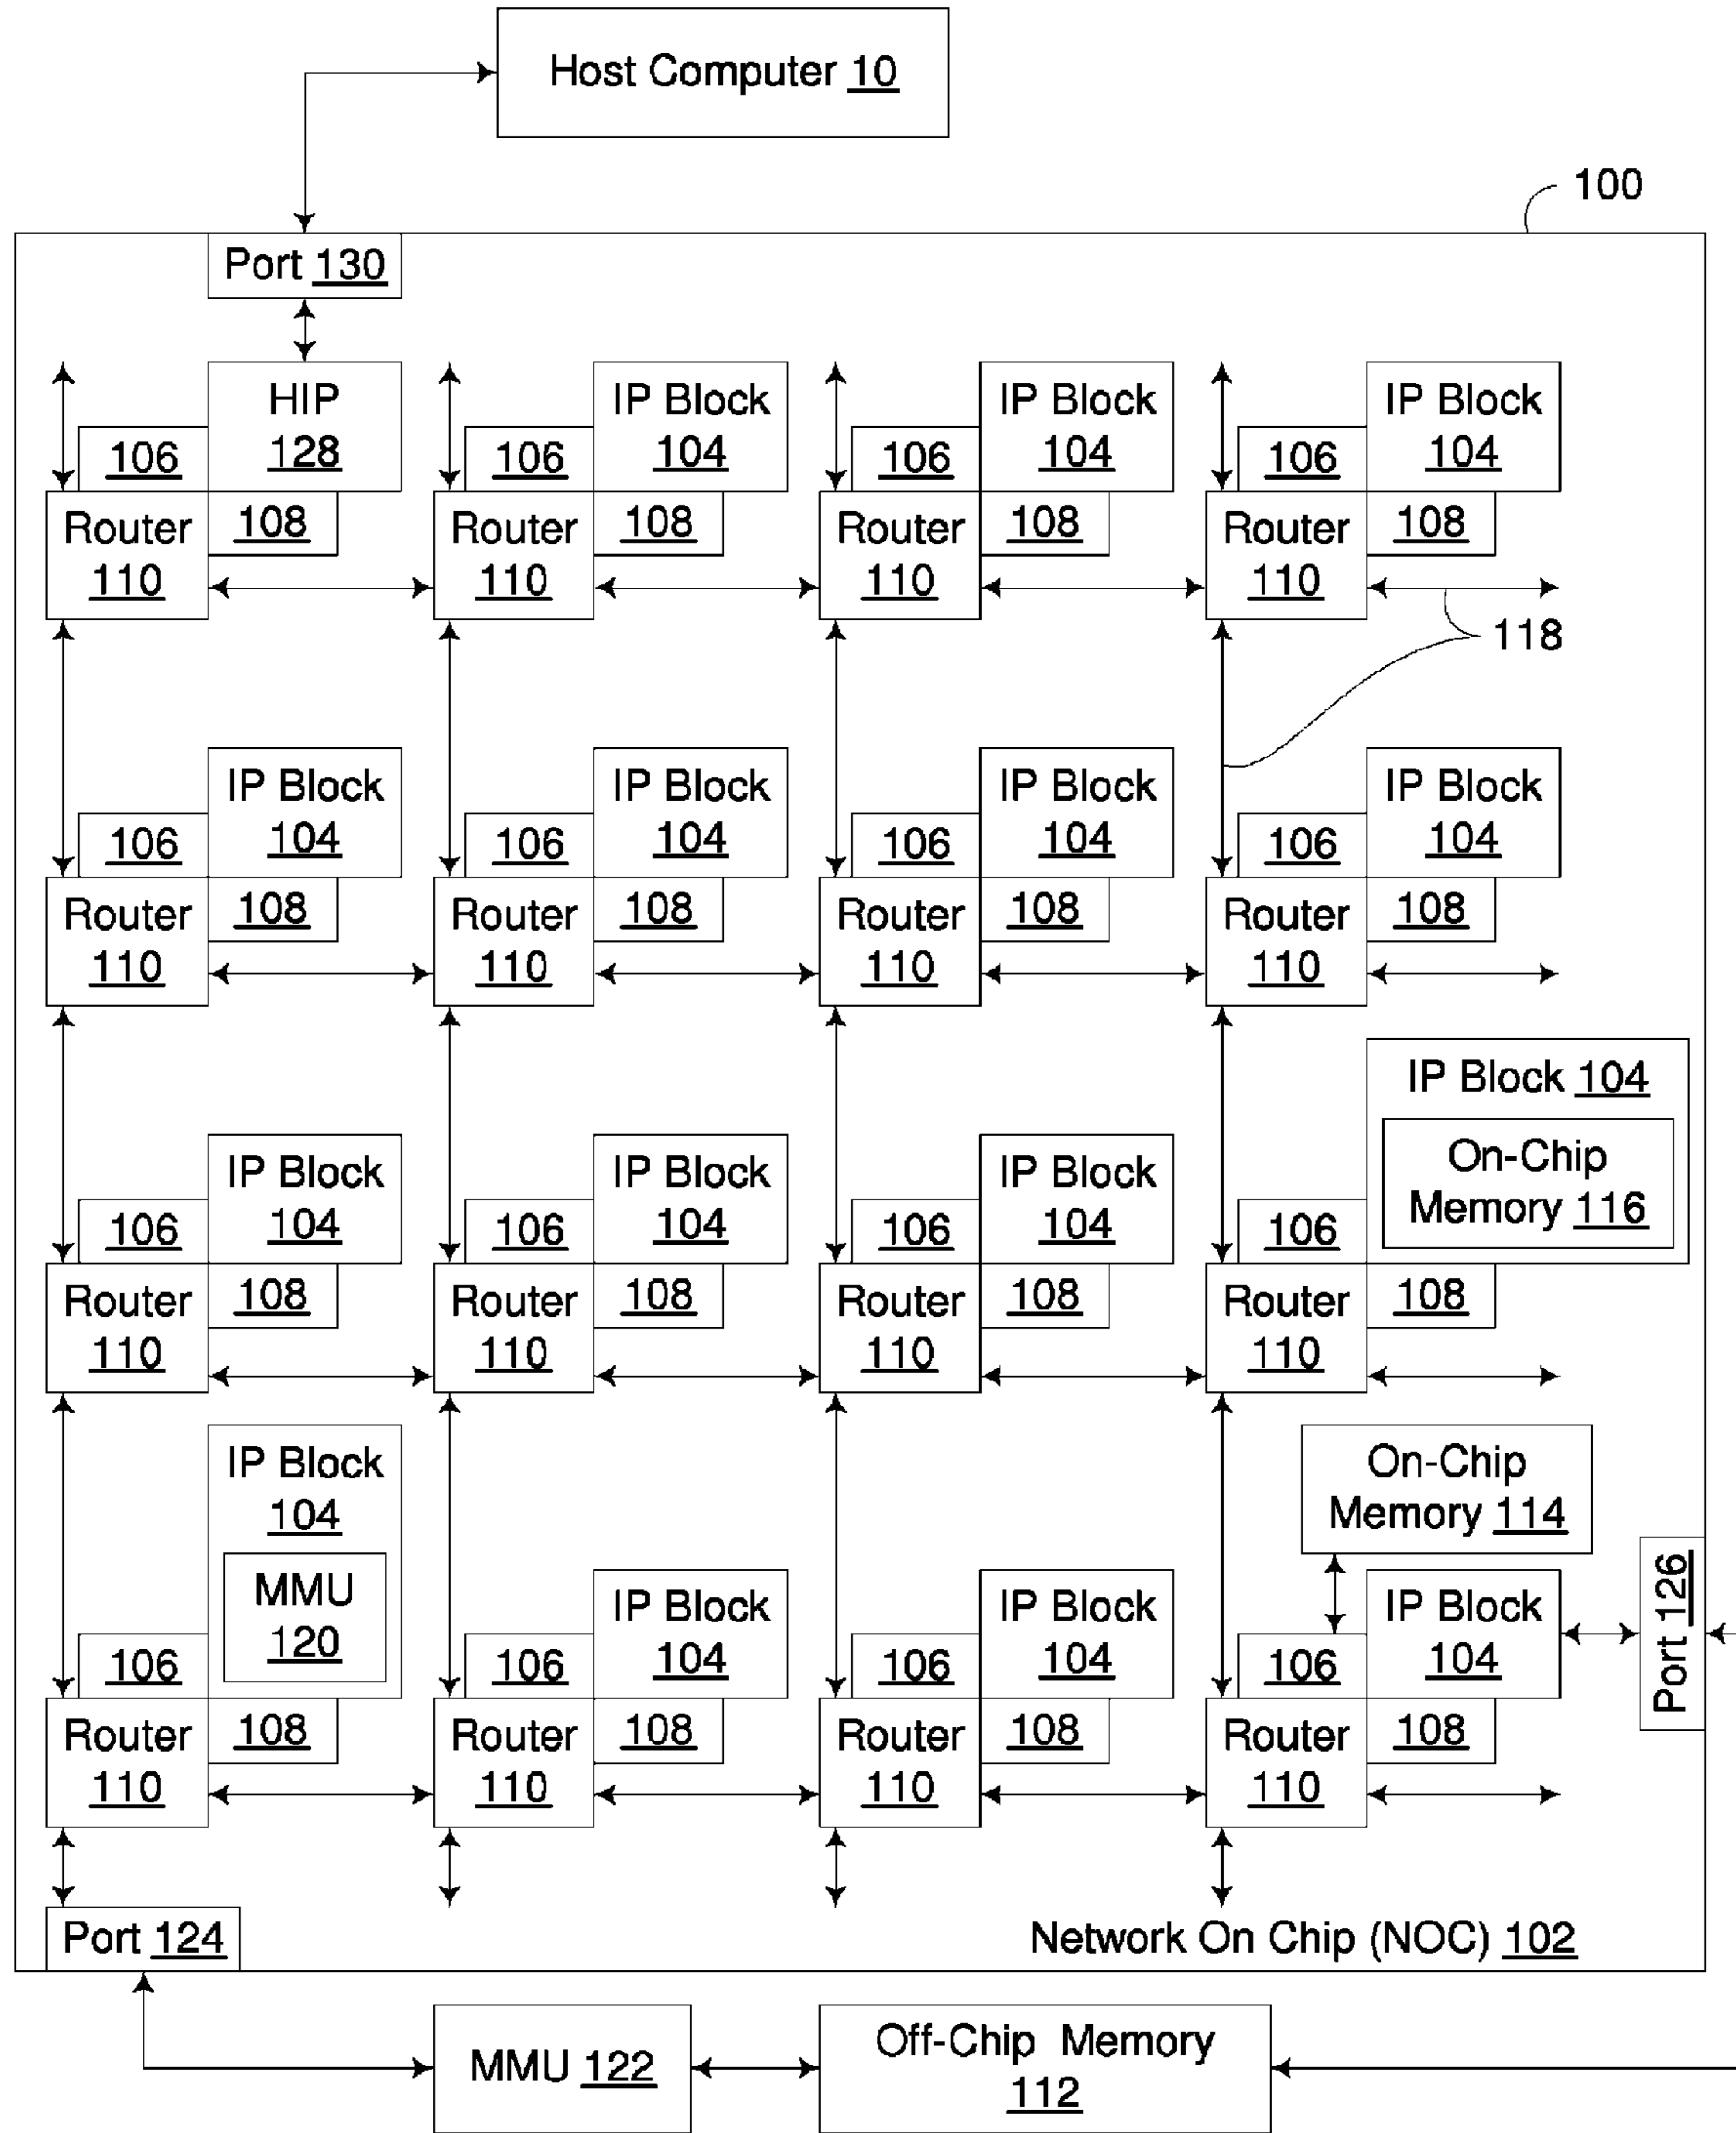 Host Computer 10
100
Port 130
HIP
128
IP Block
104
IP Block
104
IP Block
104
106
106
106
106
Router
110
108
Router
110
108
Router
110
108
Router
110
108
118
IP Block
104
IP Block
104
IP Block
104
IP Block
104
106
106
106
106
Router
110
108
Router
110
108
Router
110
108
Router
110
108
IP Block 104
On-Chip
Memory 116
IP Block
104
IP Block
104
IP Block
104
106
106
106
106
Router
110
108
Router
110
108
Router
110
108
Router
110
108
IP Block
104
MMU
120
On-Chip
Memory 114
IP Block
104
IP Block
104
IP Block
104
Port 126
106
106
106
106
Router
110
108
Router
110
108
Router
110
108
Router
110
108
Port 124
Network On Chip (NOC) 102
MMU 122
Off-Chip Memory
112